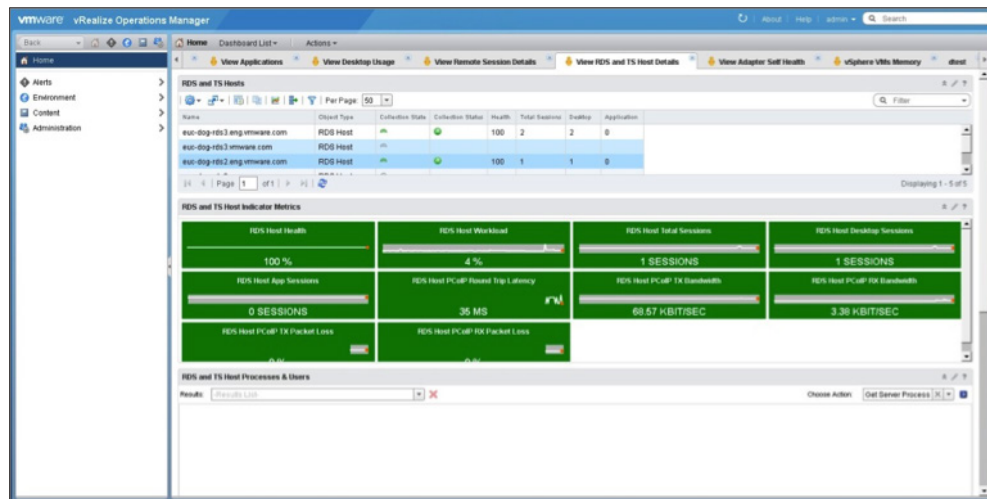 vmware vRealize Operations Manager
About Help admin Search
Back Home Dashboard List Actions
Home
View Applications View Desktop Usage View Remote Session Details View RDS and TS Host Details View Adapter Self Health vSphere VMs Memory dtest
Alerts
Environment
Content
Administration
RDS and TS Hosts
Per Page: 50 Filter
Name Object Type Collection State Collection Status Health Total Sessions Desktop Application
euc-dog-rds3.eng.vmware.com RDS Host 100 2 2 0
euc-dog-rds3.vmware.com RDS Host
euc-dog-rds2.eng.vmware.com RDS Host 100 1 1 0
Page 1 of 1 Displaying 1 - 5 of 5
RDS and TS Host Indicator Metrics
RDS Host Health RDS Host Workload RDS Host Total Sessions RDS Host Desktop Sessions
100 % 4 % 1 SESSIONS 1 SESSIONS
RDS Host App Sessions RDS Host PCoIP Round Trip Latency RDS Host PCoIP TX Bandwidth RDS Host PCoIP RX Bandwidth
0 SESSIONS 35 MS 68.57 KBIT/SEC 3.38 KBIT/SEC
RDS Host PCoIP TX Packet Loss RDS Host PCoIP RX Packet Loss
RDS and TS Host Processes & Users
Results: -Results List- Choose Action: Get Server Process